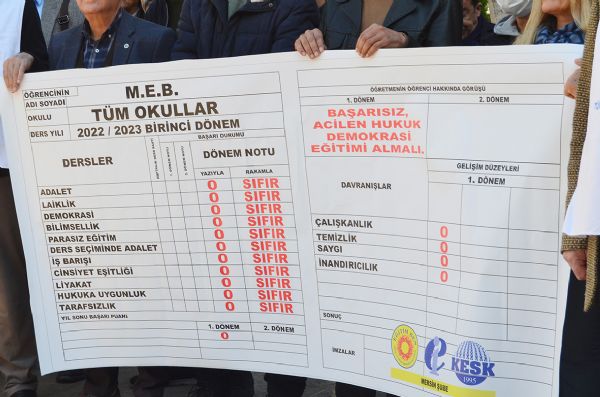 ÖĞRENCİNİN
ADI SOYADI
M.E.B.
OKULU
TÜM OKULLAR
DERS YILI
2022 / 2023 BİRİNCİ DÖNEM
BAŞARI DURUMU
DERSLER
DÖNEM NOTU
YAZIYLA
RAKAMLA
ADALET 0 SIFIR
LAİKLİK 0 SIFIR
DEMOKRASİ 0 SIFIR
BİLİMSELLİK 0 SIFIR
PARASIZ EĞİTİM 0 SIFIR
DERS SEÇİMİNDE ADALET 0 SIFIR
İŞ BARIŞI 0 SIFIR
CİNSİYET EŞİTLİĞİ 0 SIFIR
LİYAKAT 0 SIFIR
HUKUKA UYGUNLUK 0 SIFIR
TARAFSIZLIK 0 SIFIR
YIL SONU BAŞARI PUANI
1. DÖNEM
2. DÖNEM
0
ÖĞRETMENİN ÖĞRENCİ HAKKINDA GÖRÜŞÜ
1. DÖNEM
2. DÖNEM
BAŞARISIZ,
ACİLEN HUKUK
DEMOKRASİ
EĞİTİMİ ALMALI.
GELİŞİM DÜZEYLERİ
DAVRANIŞLAR
1. DÖNEM
ÇALIŞKANLIK 0
TEMİZLİK 0
SAYGI 0
İNANDIRICILIK 0
SONUÇ
İMZALAR
KESK
1995
MERSİN ŞUBE